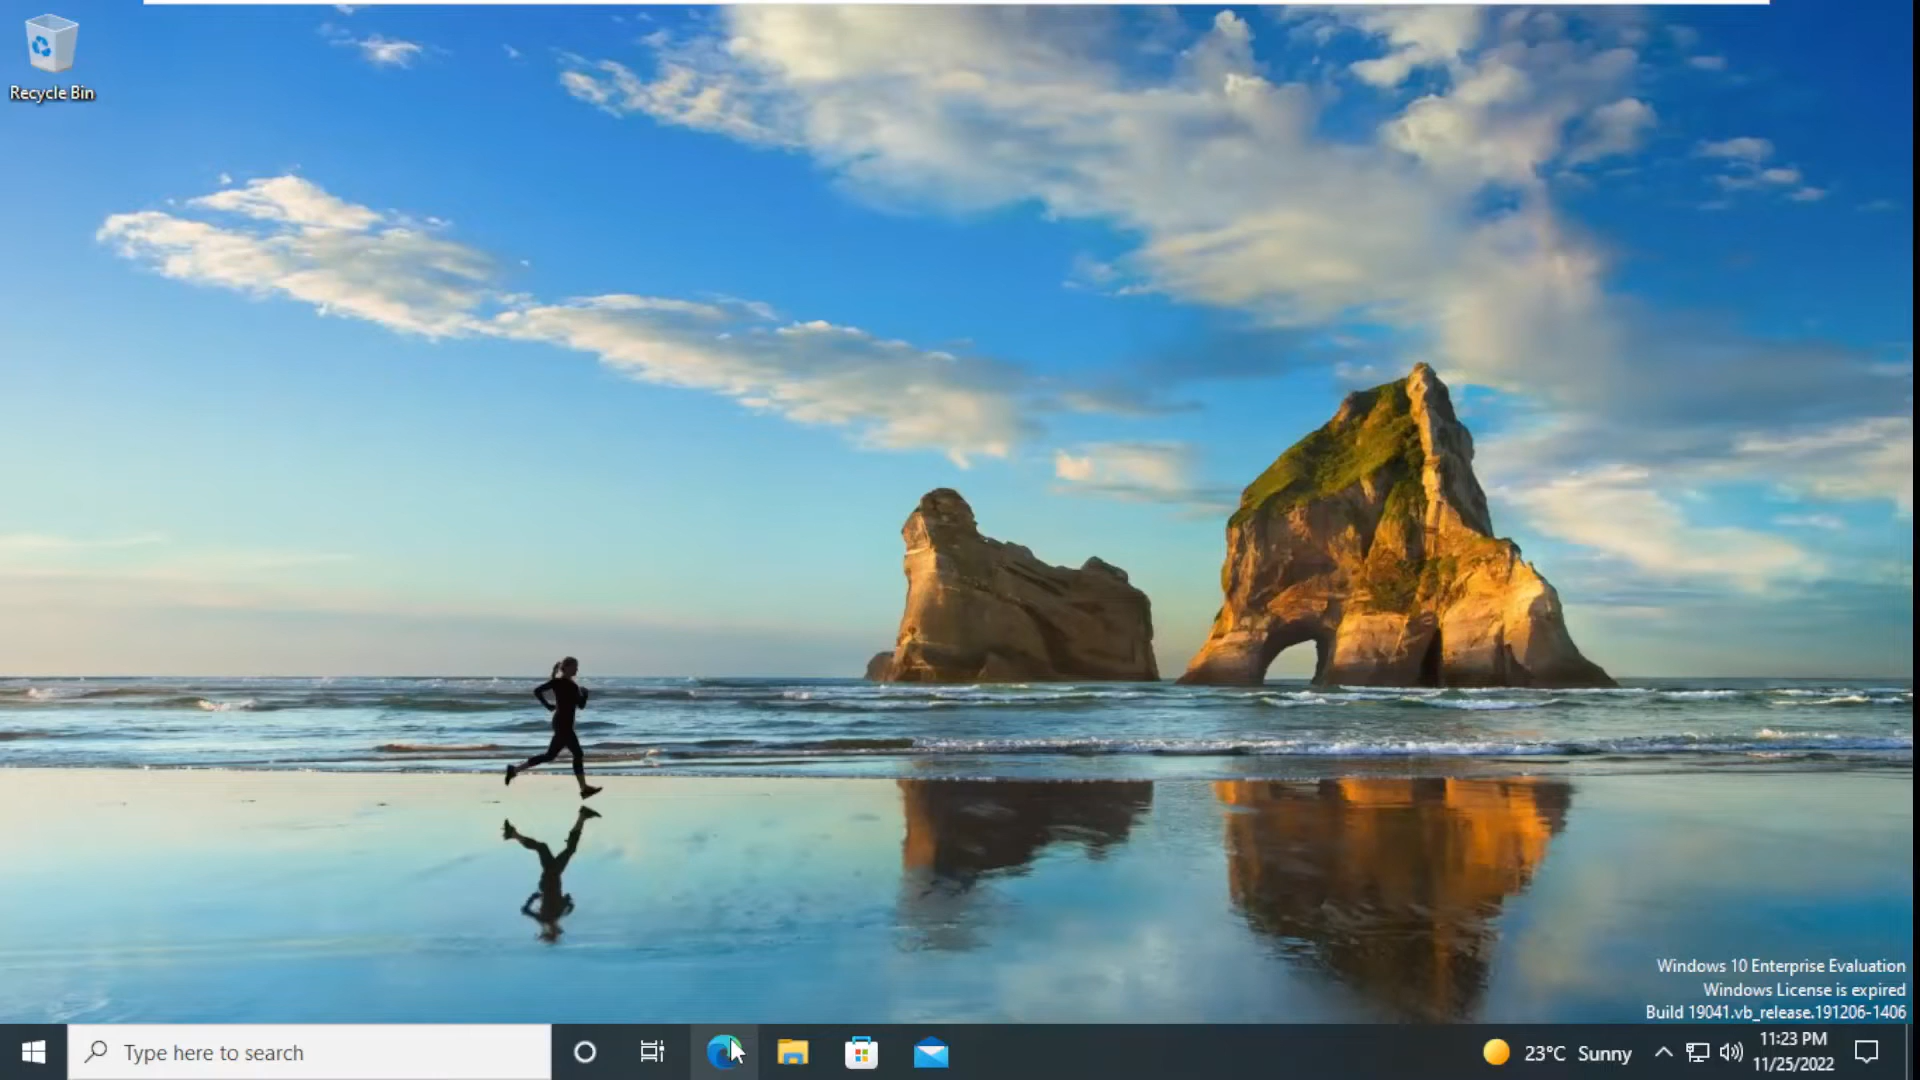 Recycle Bin
Windows 10 Enterprise Evaluation
Windows License is expired
Build 19041.vb_release.191206-1406
Type here to search
23°C Sunny
11:23 PM
11/25/2022